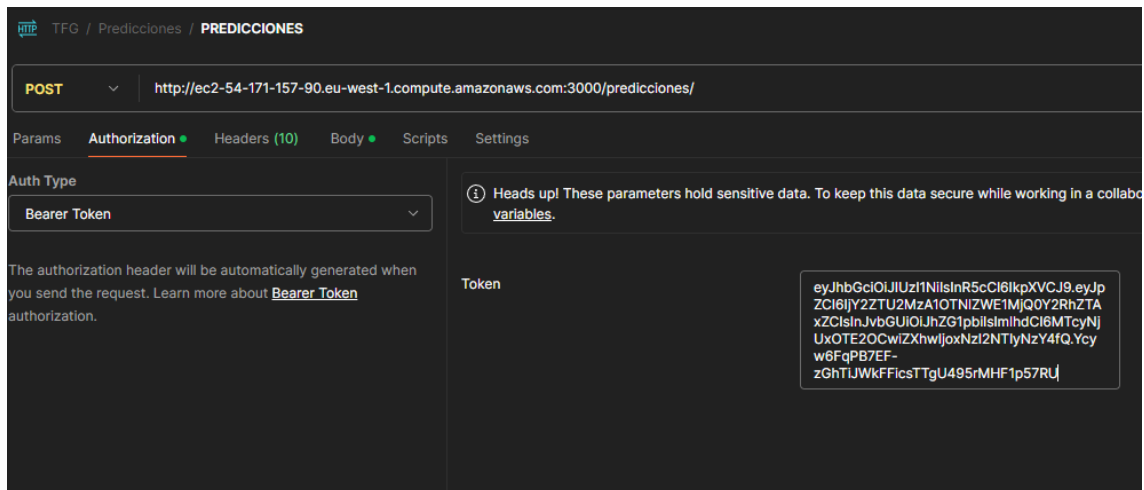 HTTP TFG / Predicciones / PREDICCIONES
POST http://ec2-54-171-157-90.eu-west-1.compute.amazonaws.com:3000/predicciones/
Params Authorization Headers (10) Body Scripts Settings
Auth Type
Bearer Token
The authorization header will be automatically generated when
you send the request. Learn more about Bearer Token
authorization.
Heads up! These parameters hold sensitive data. To keep this data secure while working in a collabo
variables.
Token
eyJhbGciOiJIUzI1NiIsInR5cCI6IkpXVCJ9.eyJp
ZCI6IjY2ZTU2MzA1OTNlZWE1MjQ0Y2RhZTA
xZCIsInJvbGUiOiJhZG1pbiIsImlhdCI6MTcyNj
UxOTE2OCwiZXhwIjoxNzI2NTIyNzY4fQ.Ycy
w6FqPB7EF-
zGhTiJWkFFicsTTgU495rMHF1p57RU